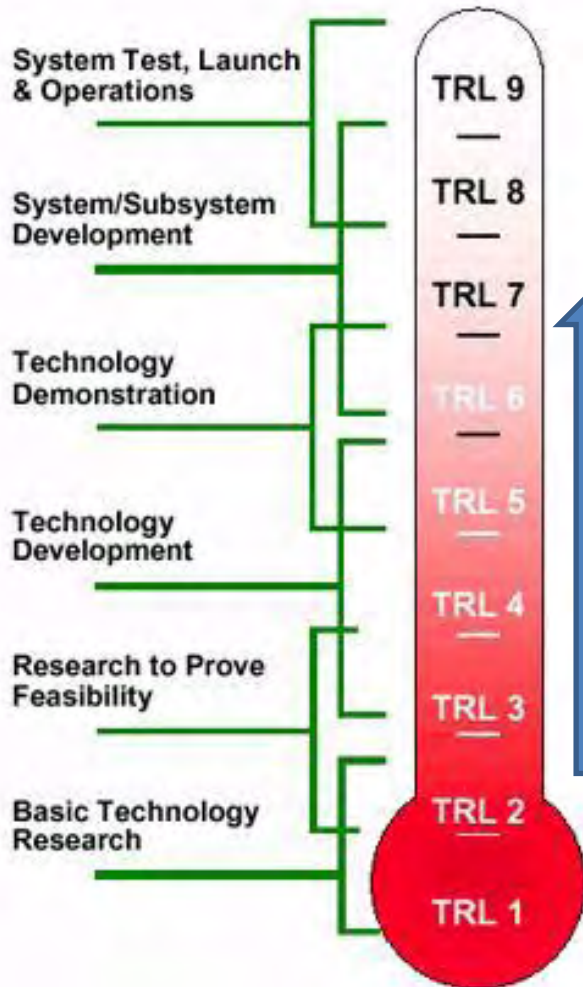 System Test, Launch
& Operations
System/Subsystem
Development
Technology
Demonstration
Technology
Development
Research to Prove
Feasibility
Basic Technology
Research
TRL 9
TRL 8
TRL 7
TRL 6
TRL 5
TRL 4
TRL 3
TRL 2
TRL 1